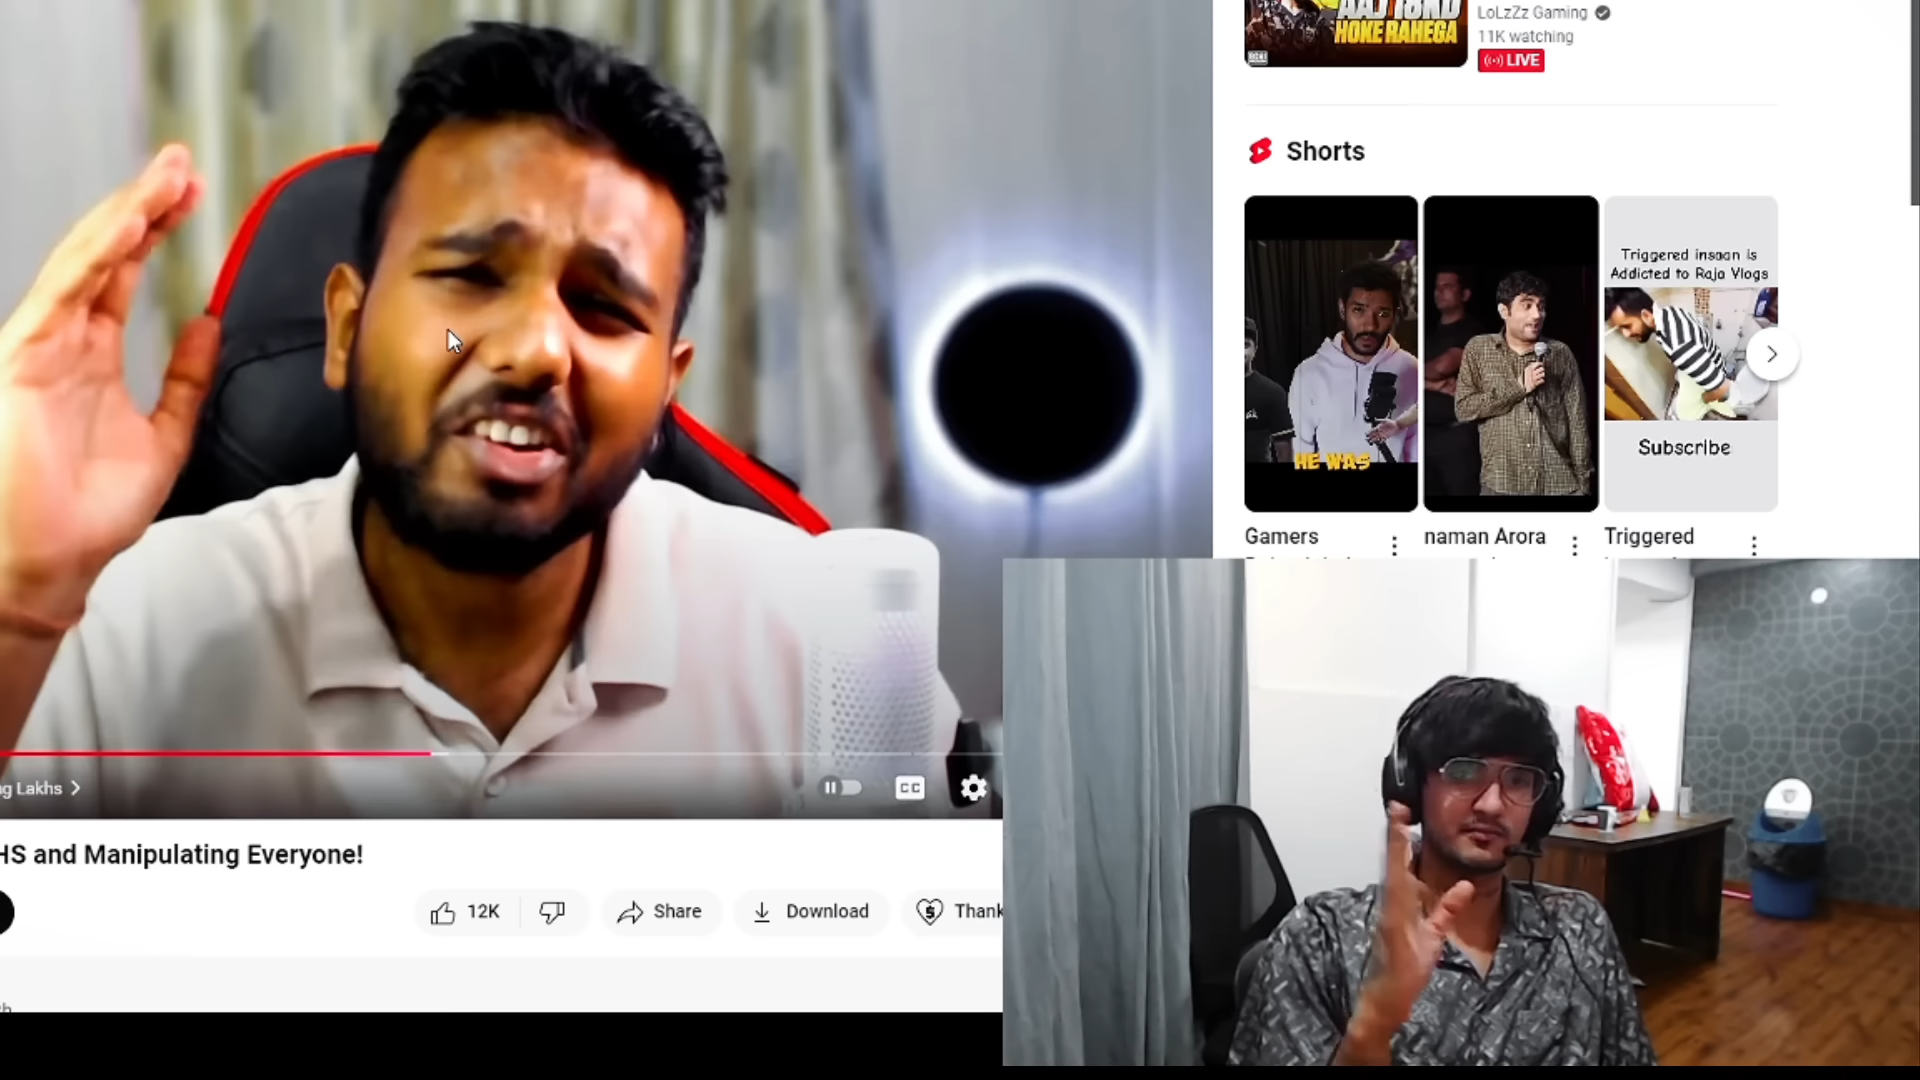 AAJ 1SRD
HOKE RAHEGA
LoLzZz Gaming
11K watching
LIVE
Shorts
HE WAS
Triggered insaan is
Addicted to Raja Vlogs
Subscribe
Gamers
naman Arora
Triggered
g Lakhs
CC
HS and Manipulating Everyone!
12K
Share
Download
Thank